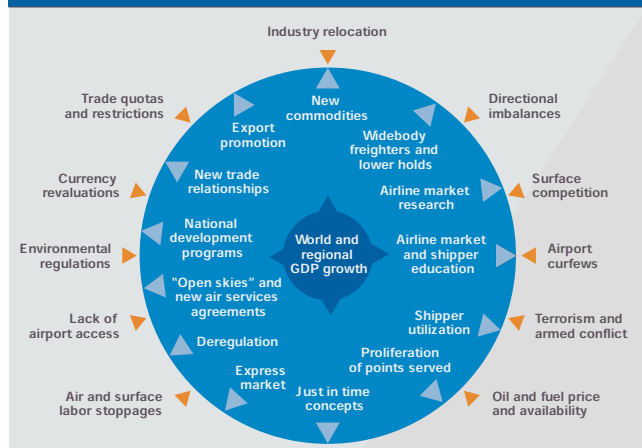 Industry relocation
Trade quotas
and restrictions
Directional
imbalances
New
commodities
Export
promotion
Widebody
freighters and
lower holds
Currency
revaluations
New trade
relationships
Airline market
research
Surface
competition
Environmental
regulations
National
development
programs
World and
regional
GDP growth
Airline market
and shipper
education
Airport
curfews
Lack of
airport access
"Open skies" and
new air services
agreements
Shipper
utilization
Terrorism and
armed conflict
Deregulation
Proliferation
of points served
Air and surface
labor stoppages
Express
market
Just in time
concepts
Oil and fuel price
and availability